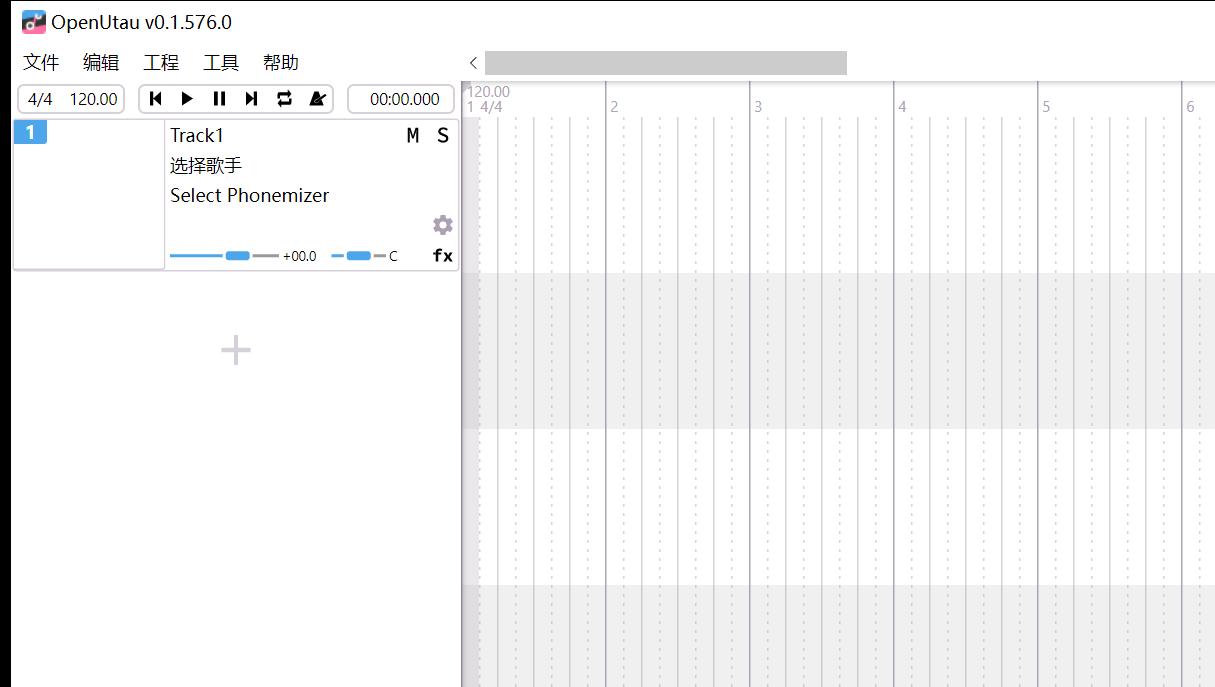 OpenUtau v0.1.576.0
文件 编辑 工程 工具 帮助
4/4 120.00 00:00.000
120.00
1 4/4 2 3 4 5 6
1 Track1 M S
选择歌手
Select Phonemizer
+00.0 C fx